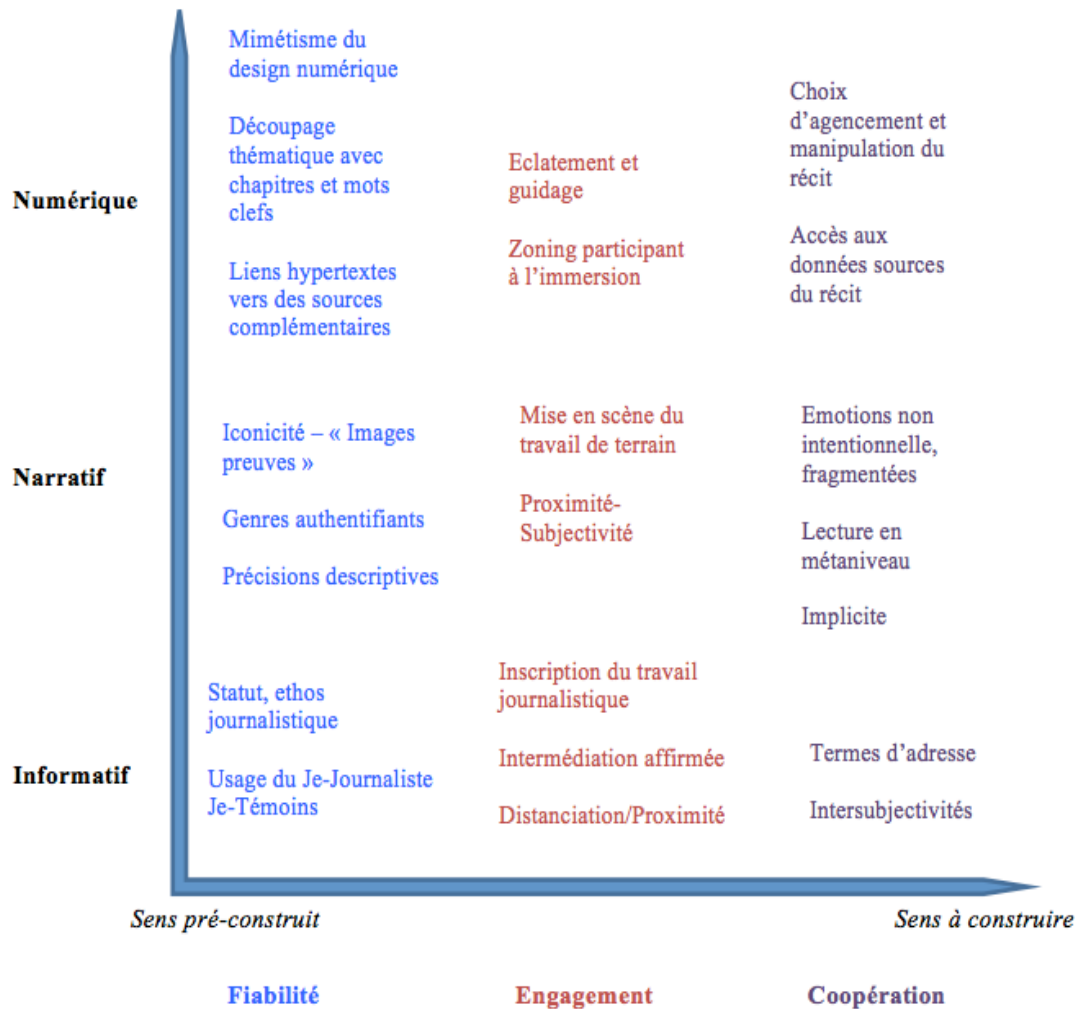 Mimétisme du
design numérique
Découpage
thématique avec
chapitres et mots
clefs
Liens hypertextes
vers des sources
complémentaires
Eclatement et
guidage
Zoning participant
à l'immersion
Choix
d'agencement et
manipulation du
récit
Accès aux
données sources
du récit
Numérique
Iconicité – « Images
preuves »
Genres authentifiants
Précisions descriptives
Mise en scène du
travail de terrain
Proximité-
Subjectivité
Emotions non
intentionnelle,
fragmentées
Lecture en
métaniveau
Implicite
Narratif
Statut, ethos
journalistique
Usage du Je-Journaliste
Je-Témoins
Inscription du travail
journalistique
Intermédiation affirmée
Distanciation/Proximité
Termes d'adresse
Intersubjectivités
Informatif
Sens pré-construit
Sens à construire
Fiabilité
Engagement
Coopération